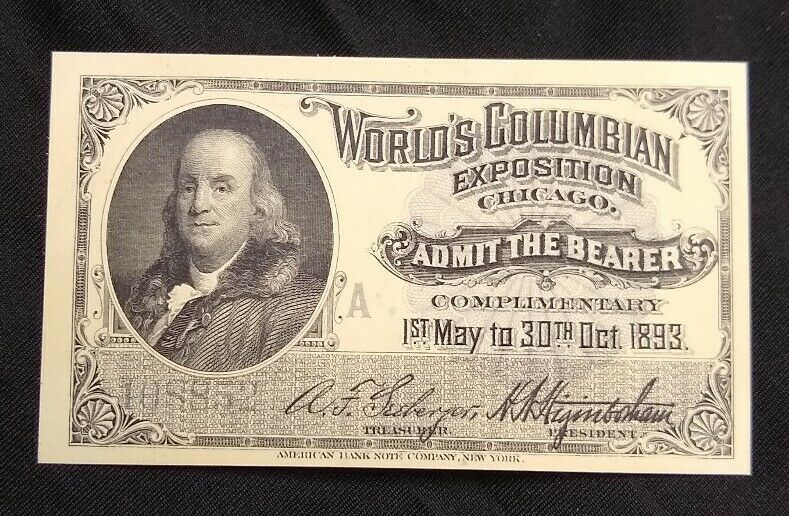 WORLD'S COLUMBIAN
EXPOSITION
CHICAGO.
ADMIT THE BEARER
COMPLIMENTARY
A
1ST May to 30TH Oct. 1893.
A. F. Seeberger, H. N. Higinbotham
TREASURER. PRESIDENT
AMERICAN BANK NOTE COMPANY, NEW YORK.